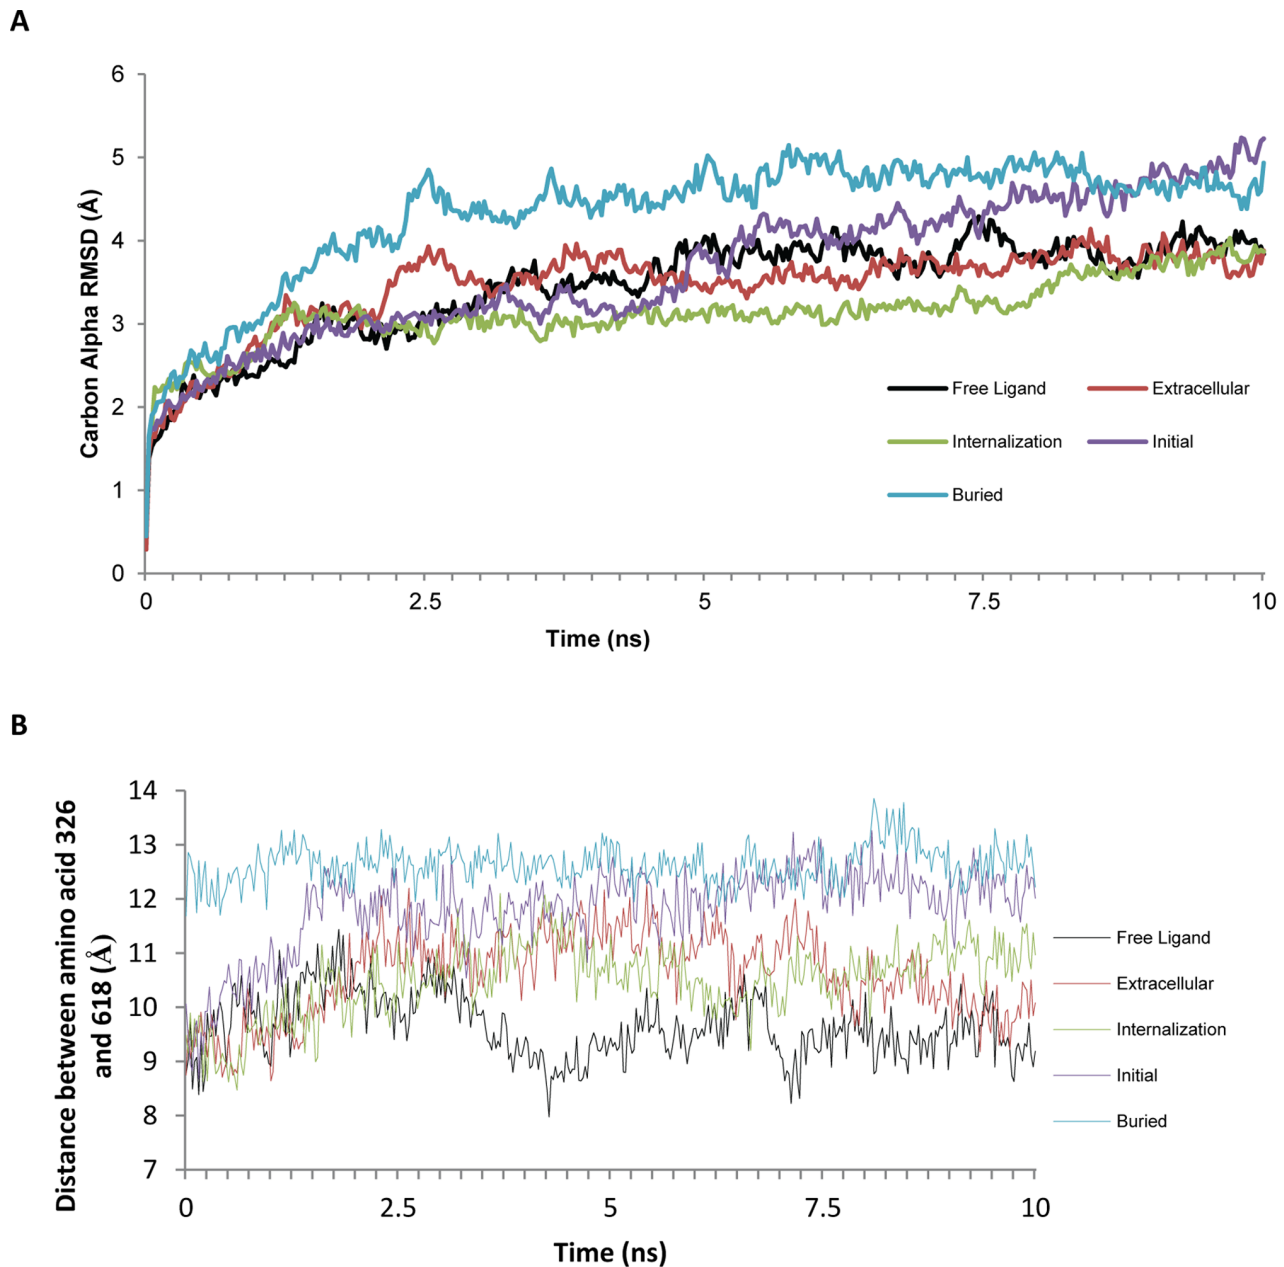 A
6
5
4
3
2
1
0
Carbon Alpha RMSD (Å)
Free Ligand
Extracellular
Internalization
Initial
Buried
0
2.5
5
7.5
10
Time (ns)
B
14
13
12
11
10
9
8
7
Distance between amino acid 326
and 618 (Å)
Free Ligand
Extracellular
Internalization
Initial
Buried
0
2.5
5
7.5
10
Time (ns)